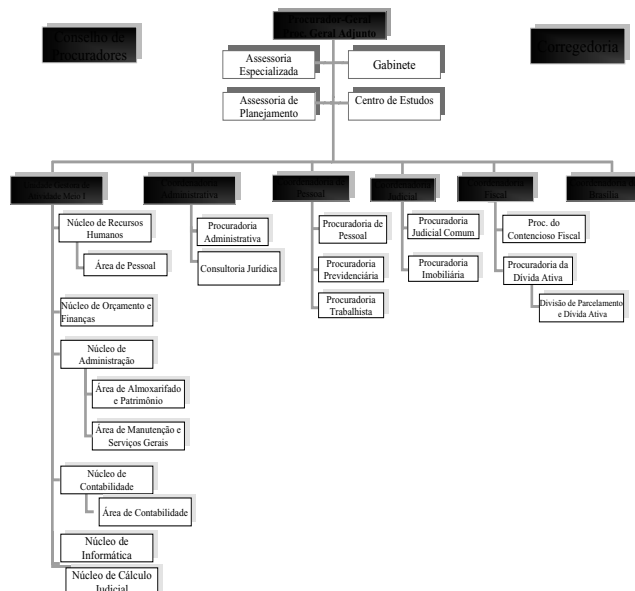 Procurador-Geral
Proc. Geral Adjunto
Conselho de
Procuradores
Corregedoria
Assessoria
Especializada
Gabinete
Assessoria de
Planejamento
Centro de Estudos
Atividade Meio I
Administrativa
Pessoal
Judicial
Fiscal
Brasília
Núcleo de Recursos
Humanos
Área de Pessoal
Núcleo de Orçamento e
Finanças
Núcleo de
Administração
Área de Almoxarifado
e Patrimônio
Área de Manutenção e
Serviços Gerais
Núcleo de
Contabilidade
Área de Contabilidade
Núcleo de
Informática
Núcleo de Cálculo
Judicial
Procuradoria
Administrativa
Consultoria Jurídica
Procuradoria de
Pessoal
Procuradoria
Previdenciária
Procuradoria
Trabalhista
Procuradoria
Judicial Comum
Procuradoria
Imobiliária
Proc. do
Contencioso Fiscal
Procuradoria da
Dívida Ativa
Divisão de Parcelamento
e Dívida Ativa